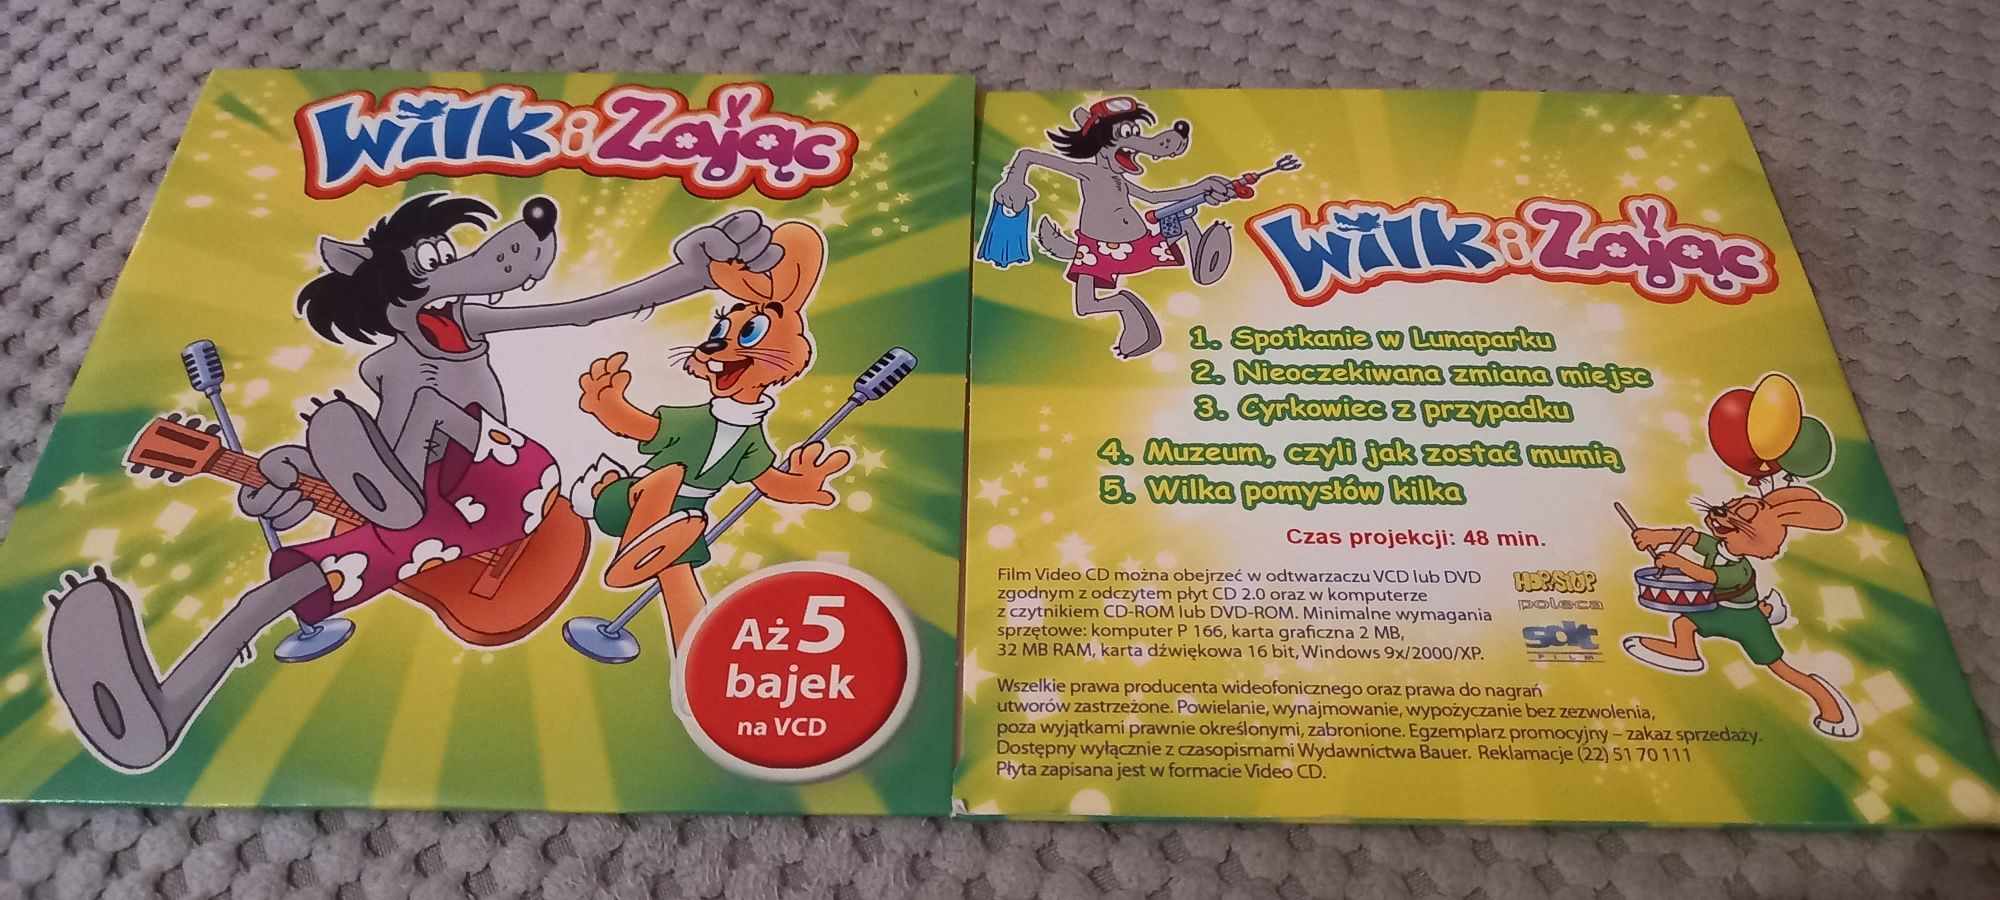 Wilk i Zając
Aż 5
bajek
na VCD
Wilk i Zając
1. Spotkanie w Lunaparku
2. Nieoczekiwana zmiana miejsc
3. Cyrkowiec z przypadku
4. Muzeum, czyli jak zostać mumią
5. Wilka pomysłów kilka
Czas projekcji: 48 min.
Film Video CD można obejrzeć w odtwarzaczu VCD lub DVD
zgodnym z odczytem płyt CD 2.0 oraz w komputerze
z czytnikiem CD-ROM lub DVD-ROM. Minimalne wymagania
sprzętowe: komputer P 166, karta graficzna 2 MB,
32 MB RAM, karta dźwiękowa 16 bit, Windows 9x/2000/XP.
HOP-STOP
poleca
sdt
FILM
Wszelkie prawa producenta wideofonicznego oraz prawa do nagrań
utworów zastrzeżone. Powielanie, wynajmowanie, wypożyczanie bez zezwolenia,
poza wyjątkami prawnie określonymi, zabronione. Egzemplarz promocyjny – zakaz sprzedaży.
Dostępny wyłącznie z czasopismami Wydawnictwa Bauer. Reklamacje (22) 51 70 111
Płyta zapisana jest w formacie Video CD.